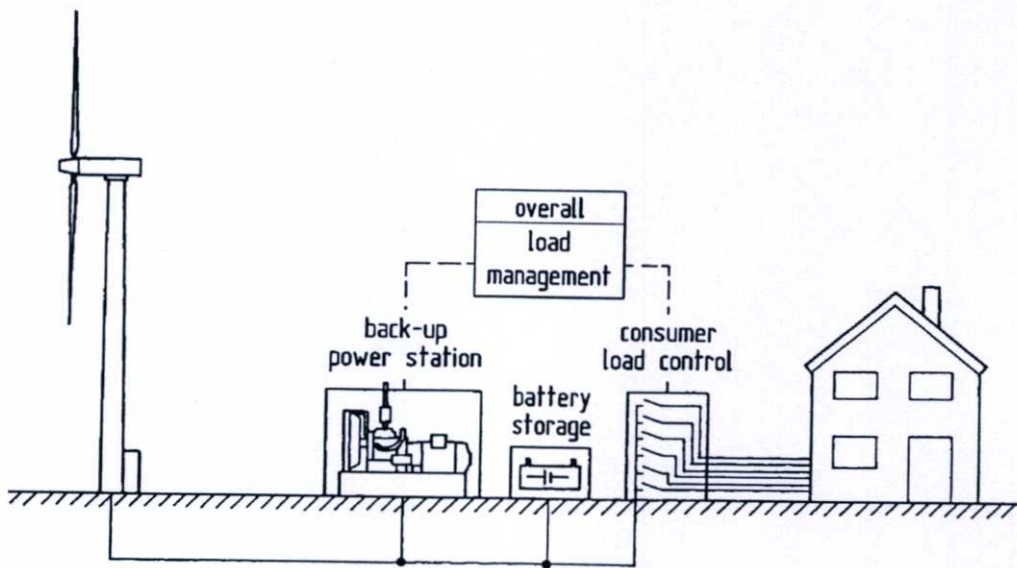 overall
load
management
back-up
power station
consumer
load control
battery
storage